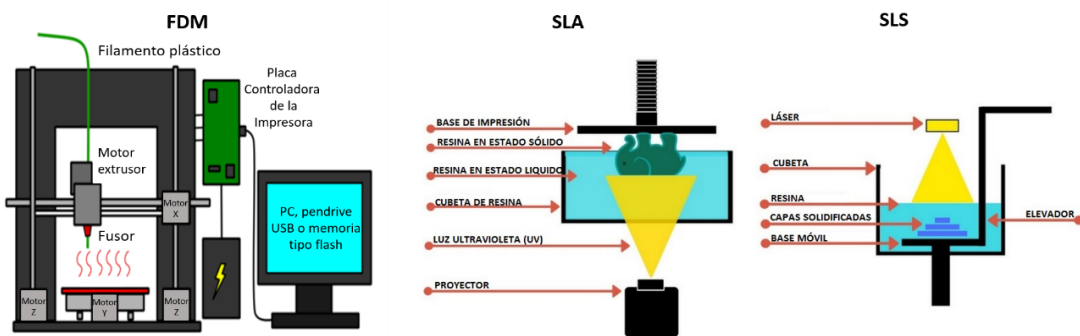 FDM
Filamento plástico
Placa
Controladora
de la
Impresora
Motor
extrusor
Motor
X
Fusor
Motor
Z
Motor
Y
Motor
Z
PC, pendrive
USB o memoria
tipo flash
SLA
BASE DE IMPRESIÓN
RESINA EN ESTADO SÓLIDO
RESINA EN ESTADO LIQUIDO
CUBETA DE RESINA
LUZ ULTRAVIOLETA (UV)
PROYECTOR
SLS
LÁSER
CUBETA
RESINA
CAPAS SOLIDIFICADAS
BASE MÓVIL
ELEVADOR